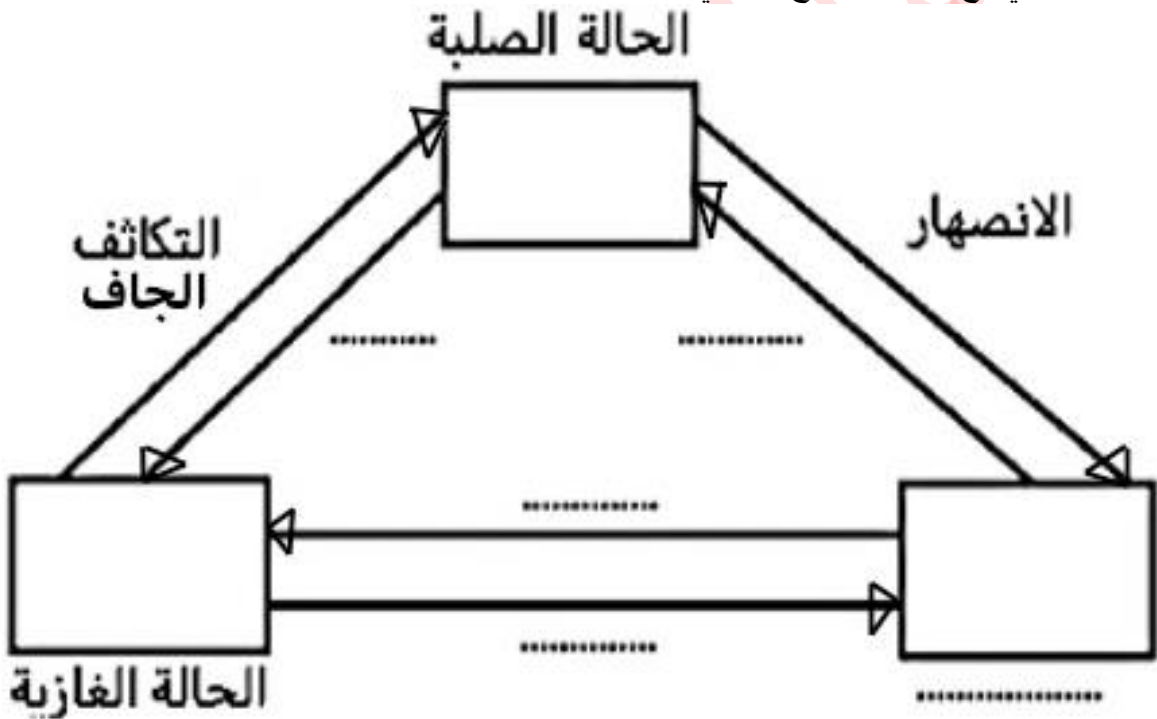 الحالة الصلبة
الانصهار
التكاثف
الجاف
............
............
............
............
الحالة الغازية
............